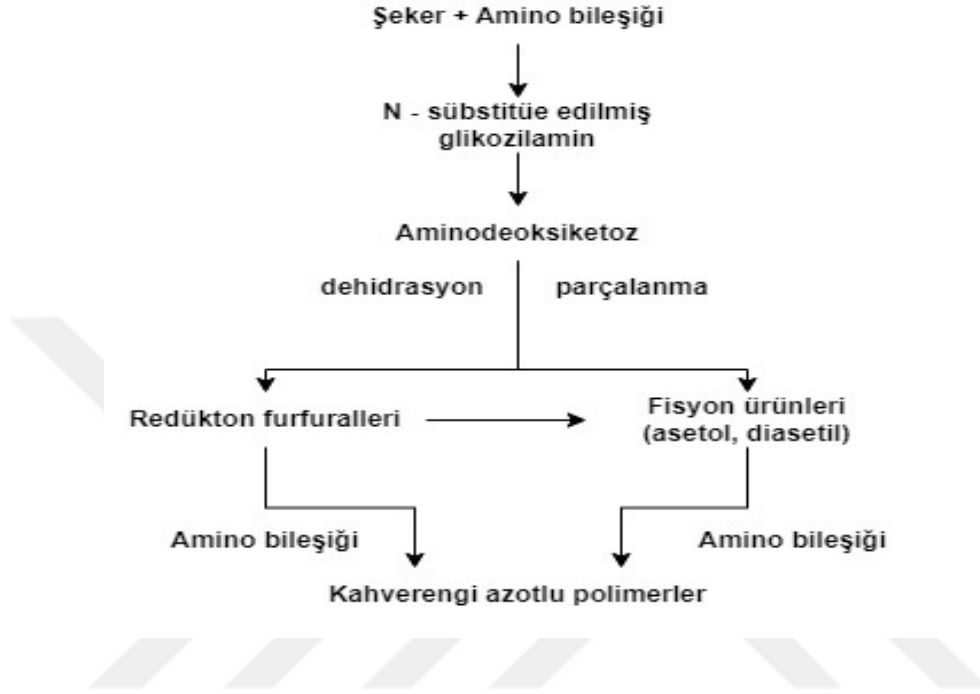 Şeker + Amino bileşiği
N - sübstitüe edilmiş
glikozilamin
Aminodeoksiketoz
dehidrasyon
parçalanma
Redükton furfuralleri
Fisyon ürünleri
(asetol, diasetil)
Amino bileşiği
Amino bileşiği
Kahverengi azotlu polimerler